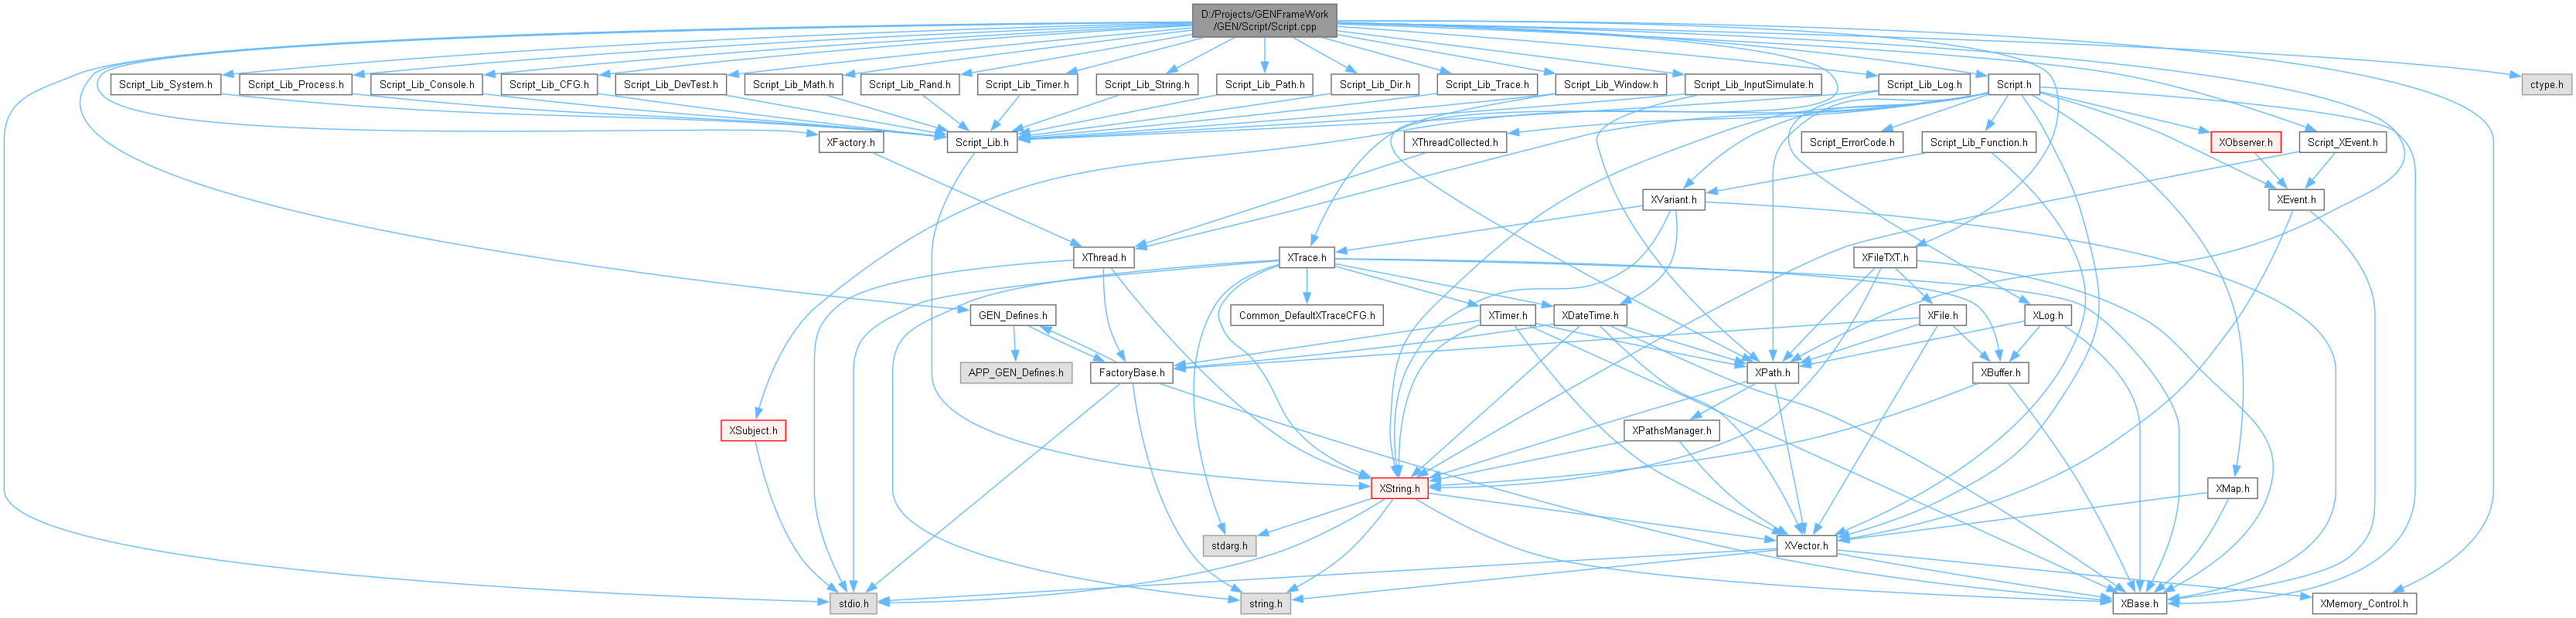 D:/Projects/GENFrameWork
/GEN/Script/Script.cpp
Script_Lib_System.h
Script_Lib_Process.h
Script_Lib_Console.h
Script_Lib_CFG.h
Script_Lib_DevTest.h
Script_Lib_Math.h
Script_Lib_Rand.h
Script_Lib_Timer.h
Script_Lib_String.h
Script_Lib_Path.h
Script_Lib_Dir.h
Script_Lib_Trace.h
Script_Lib_Window.h
Script_Lib_InputSimulate.h
Script_Lib_Log.h
Script.h
ctype.h
XFactory.h
Script_Lib.h
XThreadCollected.h
Script_ErrorCode.h
Script_Lib_Function.h
XObserver.h
Script_XEvent.h
XVariant.h
XEvent.h
XThread.h
XTrace.h
XFileTXT.h
GEN_Defines.h
Common_DefaultXTraceCFG.h
XTimer.h
XDateTime.h
XFile.h
XLog.h
APP_GEN_Defines.h
FactoryBase.h
XPath.h
XBuffer.h
XSubject.h
XPathsManager.h
XString.h
XMap.h
stdarg.h
XVector.h
stdio.h
string.h
XBase.h
XMemory_Control.h